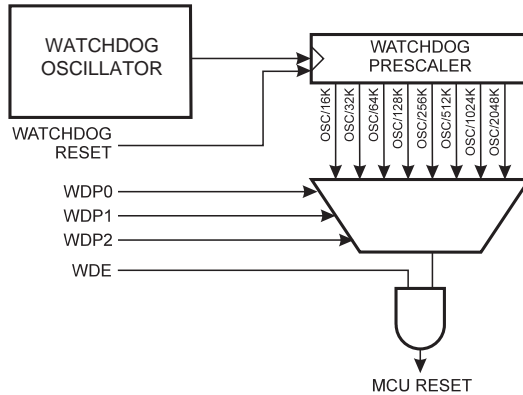 WATCHDOG
OSCILLATOR
WATCHDOG
PRESCALER
WATCHDOG
RESET
OSC/16K
OSC/32K
OSC/64K
OSC/128K
OSC/256K
OSC/512K
OSC/1024K
OSC/2048K
WDP0
WDP1
WDP2
WDE
MCU RESET